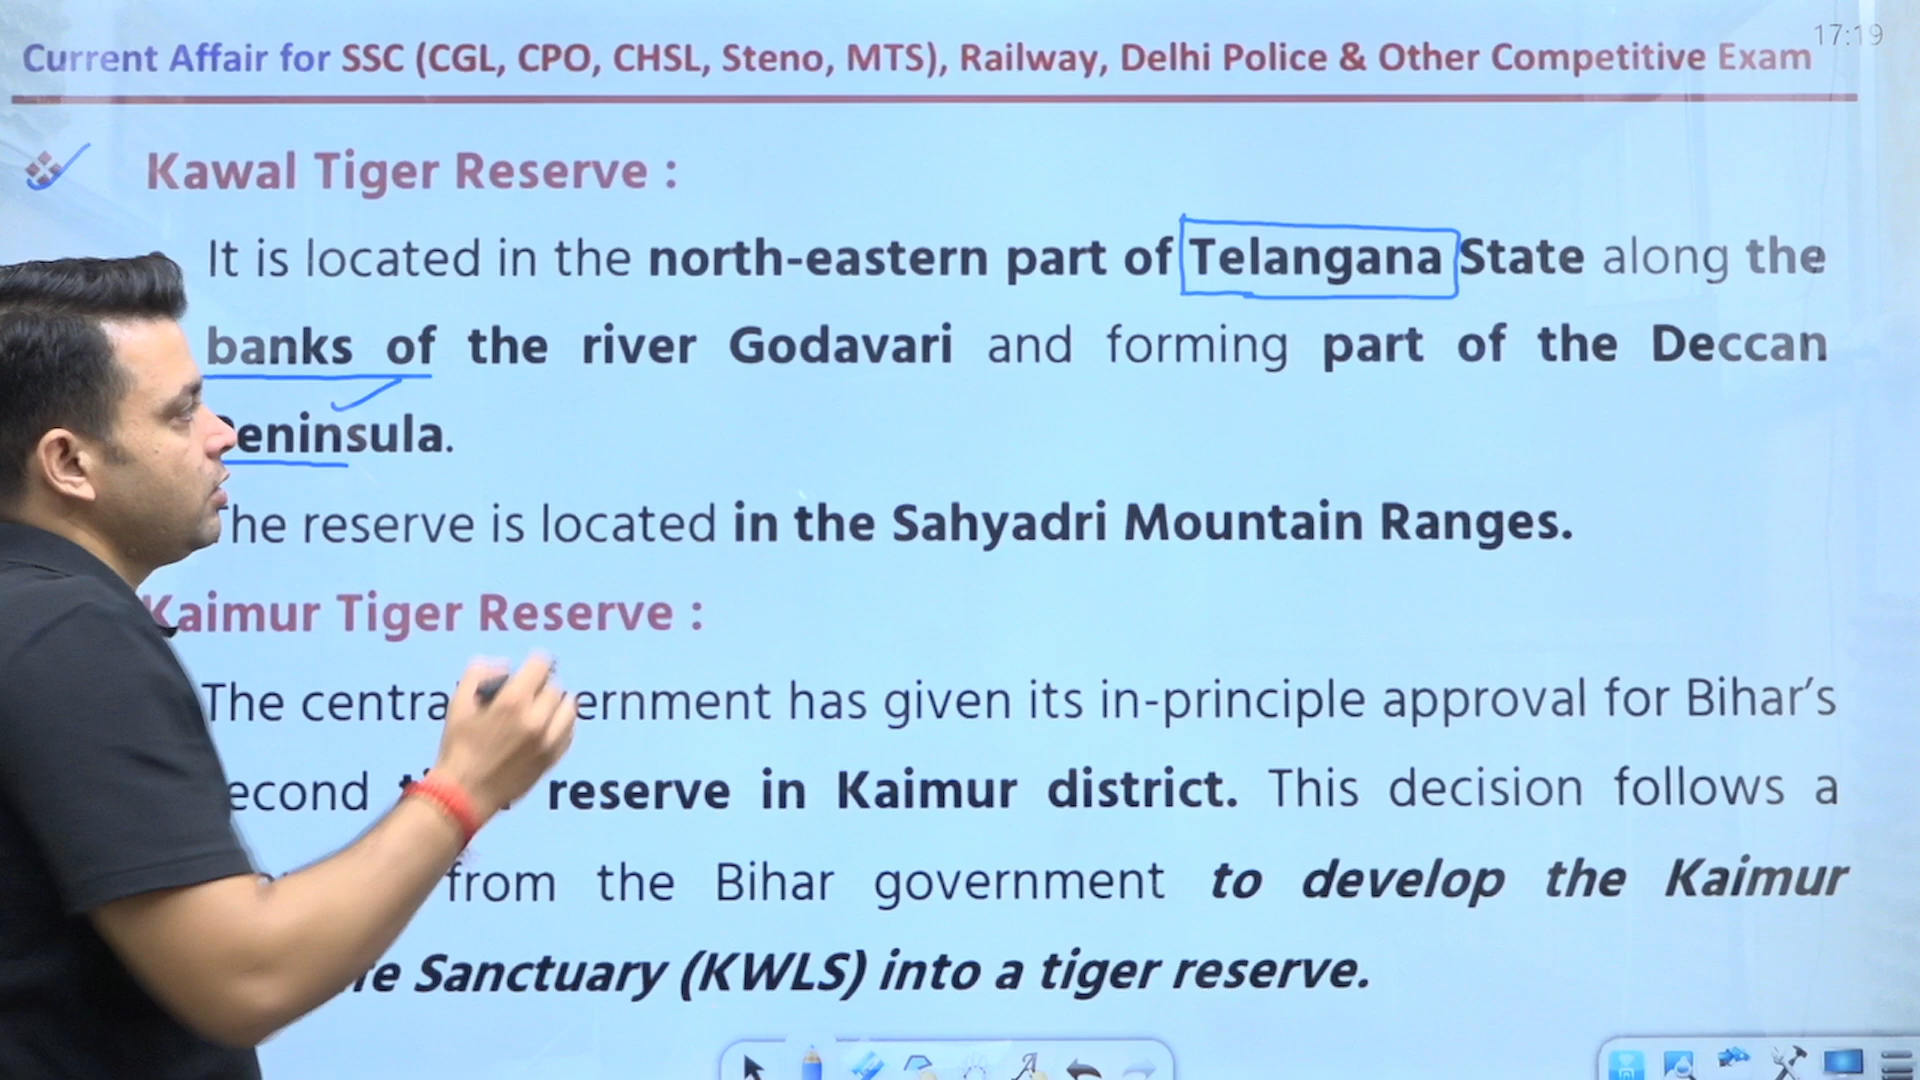 17:19
Current Affair for SSC (CGL, CPO, CHSL, Steno, MTS), Railway, Delhi Police & Other Competitive Exam
Kawal Tiger Reserve :
It is located in the north-eastern part of Telangana State along the
banks of the river Godavari and forming part of the Deccan
eninsula.
The reserve is located in the Sahyadri Mountain Ranges.
Kaimur Tiger Reserve :
The centra ernment has given its in-principle approval for Bihar's
econd reserve in Kaimur district. This decision follows a
from the Bihar government to develop the Kaimur
fe Sanctuary (KWLS) into a tiger reserve.